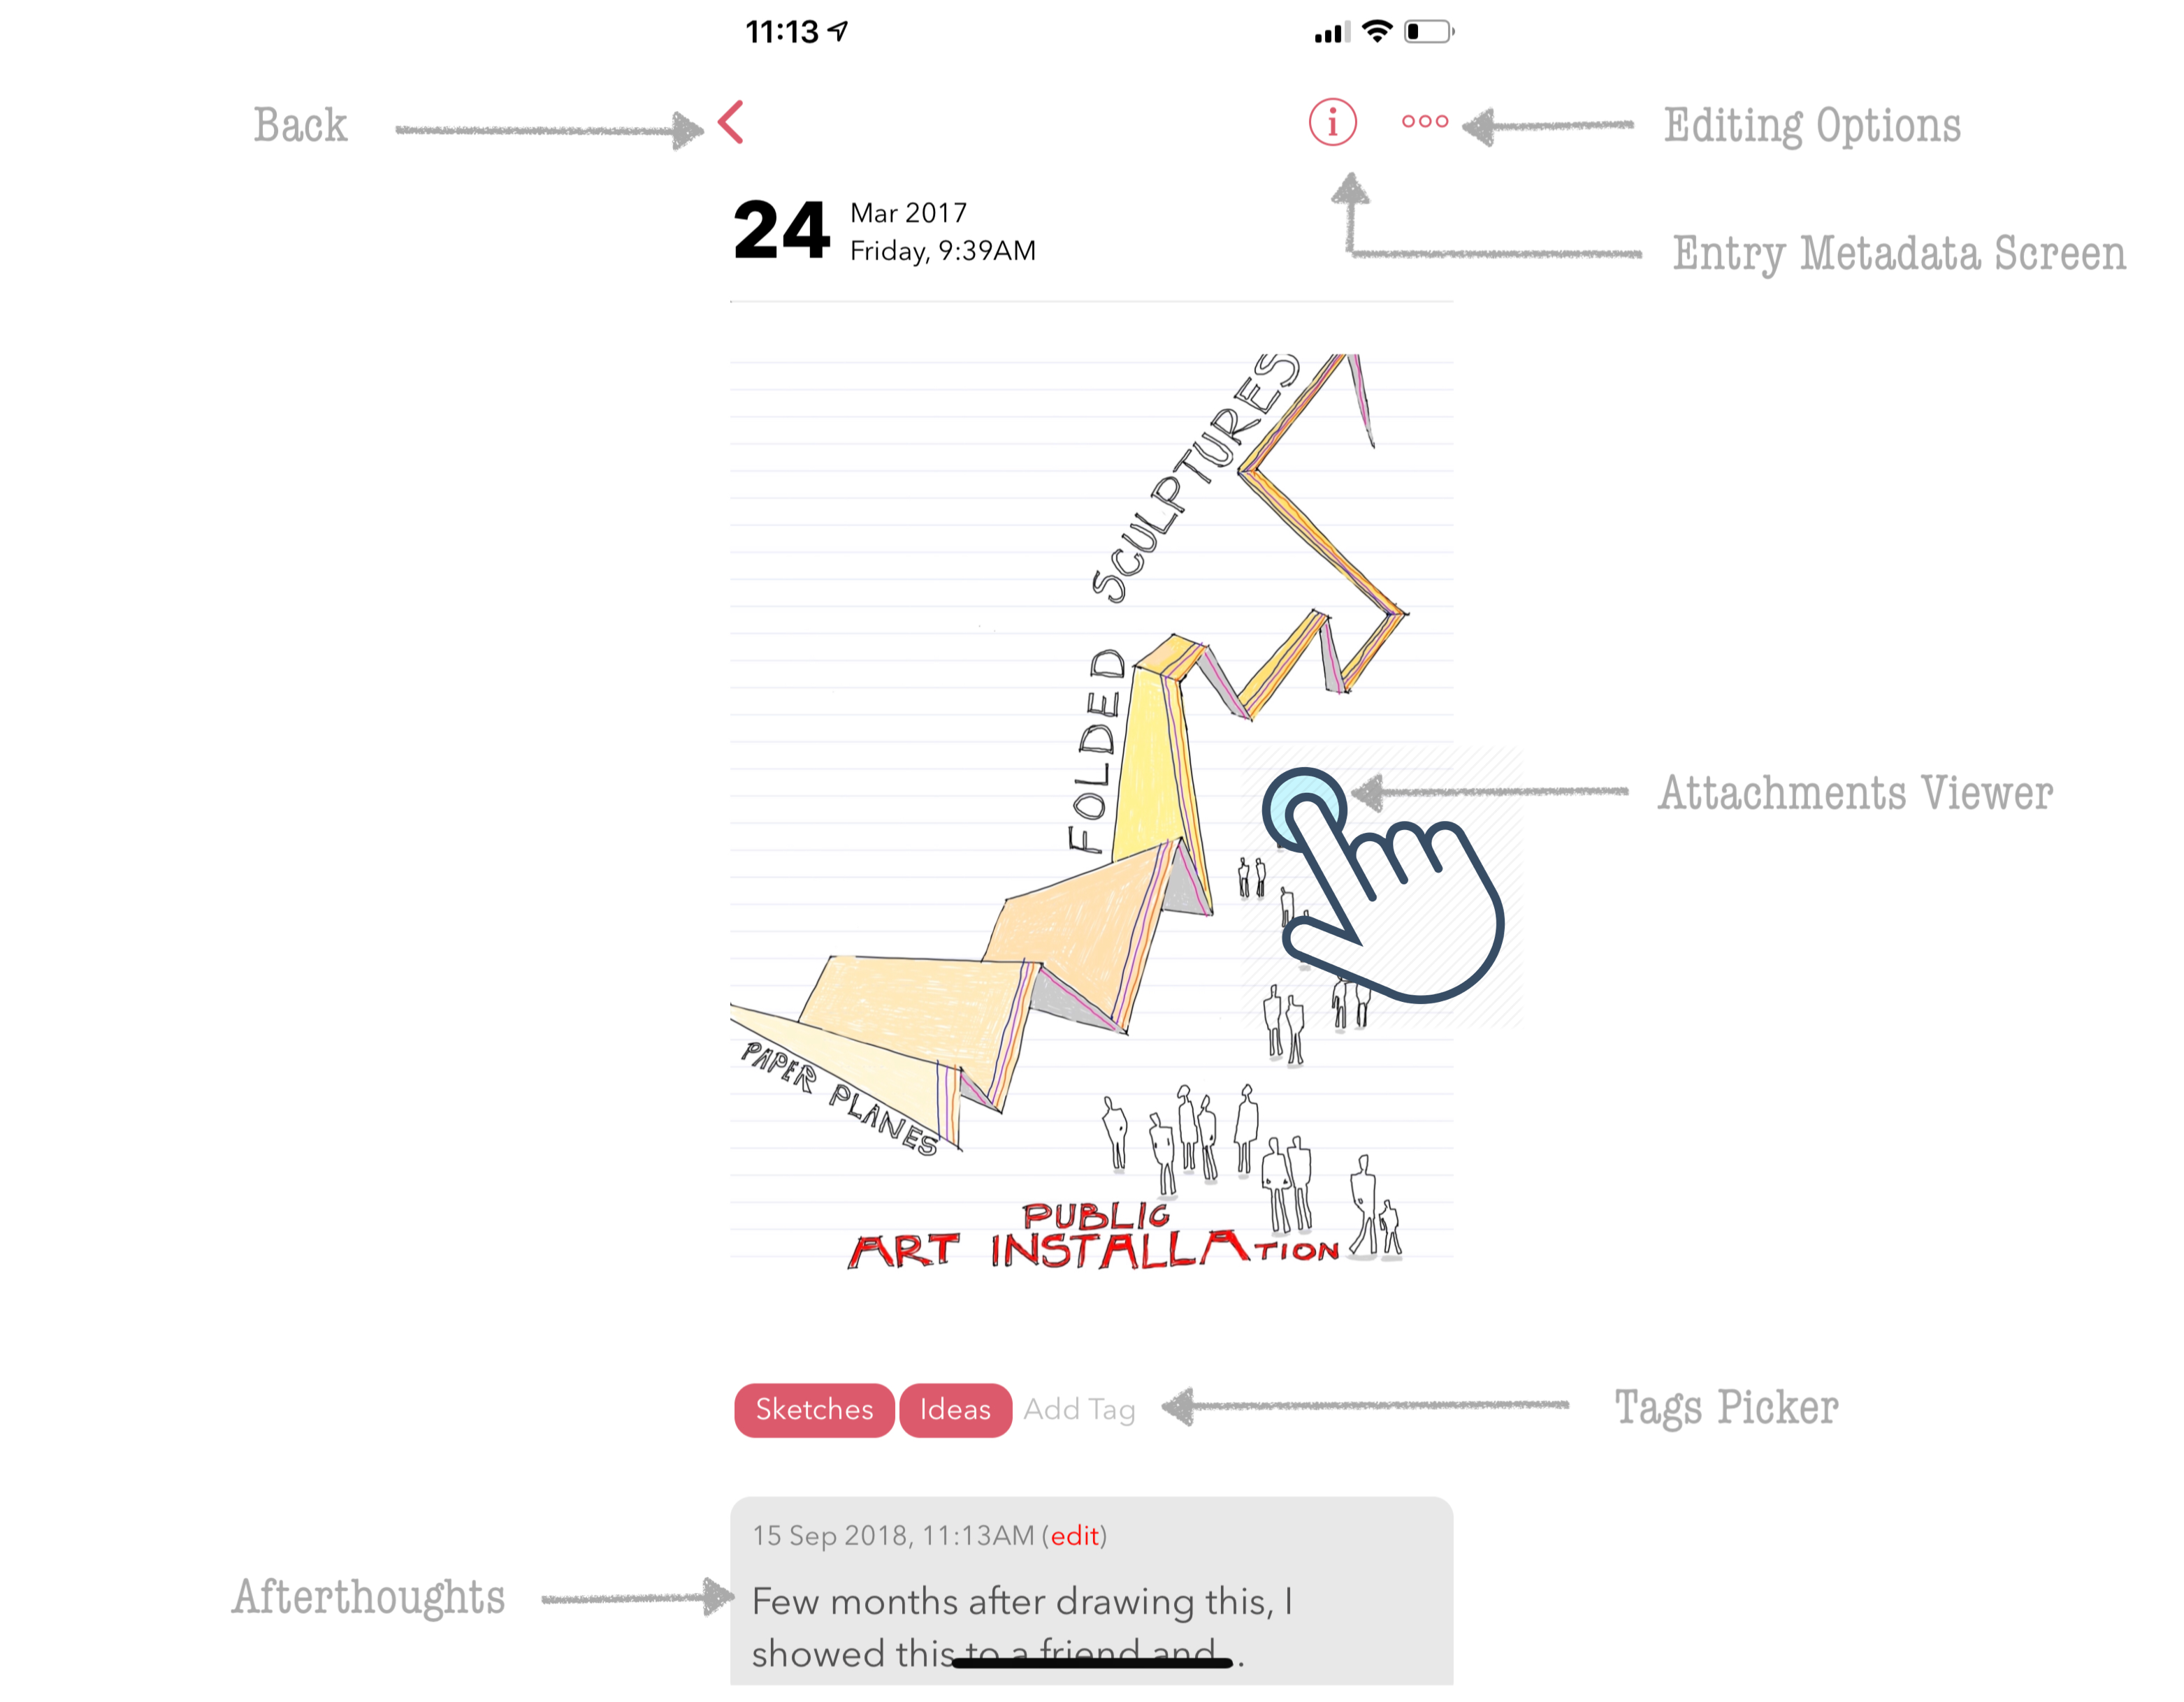 11:13
Back
Editing Options
24
Mar 2017
Friday, 9:39AM
Entry Metadata Screen
FOLDED SCULPTURES
Attachments Viewer
PAPER PLANES
PUBLIC
ART INSTALLATION
Sketches
Ideas
Add Tag
Tags Picker
15 Sep 2018, 11:13AM (edit)
Afterthoughts
Few months after drawing this, I
showed this to a friend and .